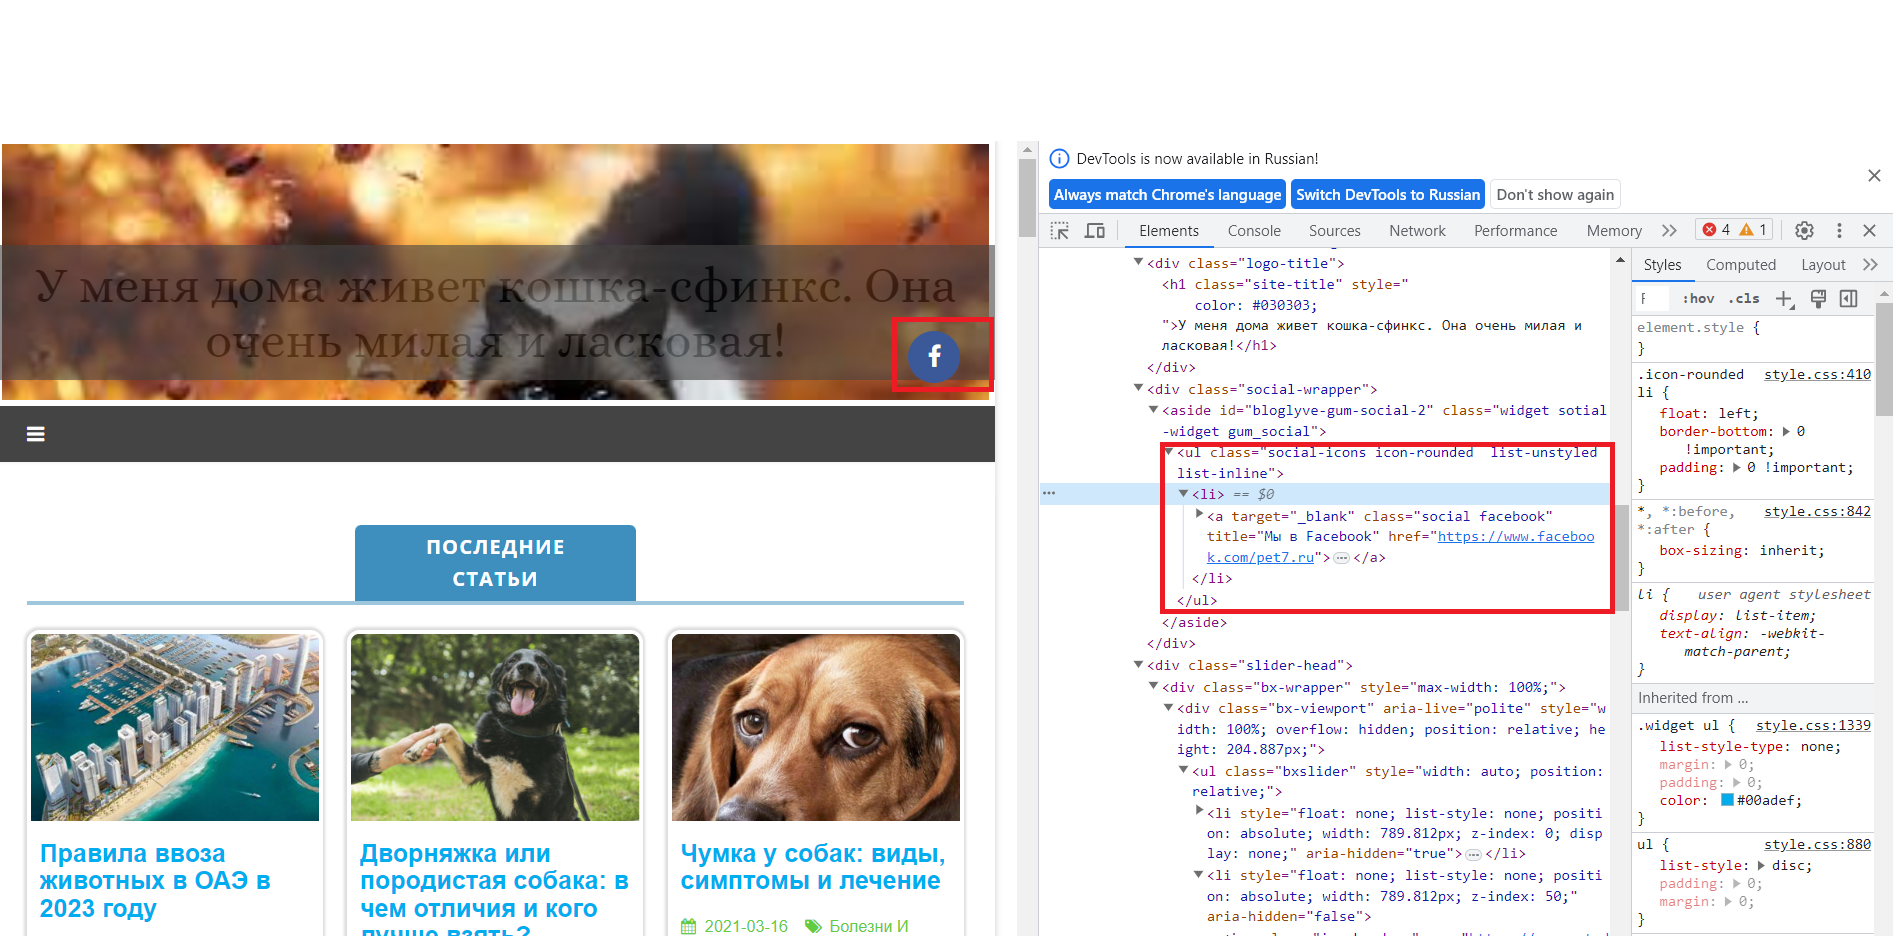 У меня дома живет кошка-сфинкс. Она
очень милая и ласковая!
f
ПОСЛЕДНИЕ
СТАТЬИ
Правила ввоза
животных в ОАЭ в
2023 году
Дворняжка или
породистая собака: в
чем отличия и кого
лучше взять?
Чумка у собак: виды,
симптомы и лечение
2021-03-16 Болезни И
DevTools is now available in Russian!
Always match Chrome's language Switch DevTools to Russian Don't show again
Elements Console Sources Network Performance Memory 4 1
<div class="logo-title">
<h1 class="site-title" style="
color: #030303;
">У меня дома живет кошка-сфинкс. Она очень милая и
ласковая!</h1>
</div>
<div class="social-wrapper">
<aside id="bloglyve-gum-social-2" class="widget sotial
-widget gum_social">
<ul class="social-icons icon-rounded  list-unstyled
list-inline">
<li> == $0
<a target="_blank" class="social facebook"
title="Мы в Facebook" href="https://www.faceboo
k.com/pet7.ru">…</a>
</li>
</ul>
</aside>
</div>
<div class="slider-head">
<div class="bx-wrapper" style="max-width: 100%;">
<div class="bx-viewport" aria-live="polite" style="w
idth: 100%; overflow: hidden; position: relative; he
ight: 204.887px;">
<ul class="bxslider" style="width: auto; position:
relative;">
<li style="float: none; list-style: none; positi
on: absolute; width: 789.812px; z-index: 0; disp
lay: none;" aria-hidden="true">…</li>
<li style="float: none; list-style: none; positi
on: absolute; width: 789.812px; z-index: 50;"
aria-hidden="false">
Styles Computed Layout
F :hov .cls
element.style {
}
.icon-rounded style.css:410
li {
float: left;
border-bottom: 0
!important;
padding: 0 !important;
}
*, *:before, style.css:842
*:after {
box-sizing: inherit;
}
li { user agent stylesheet
display: list-item;
text-align: -webkit-
match-parent;
}
Inherited from …
.widget ul { style.css:1339
list-style-type: none;
margin: 0;
padding: 0;
color: #00adef;
}
ul { style.css:880
list-style: disc;
padding: 0;
margin: 0;
}